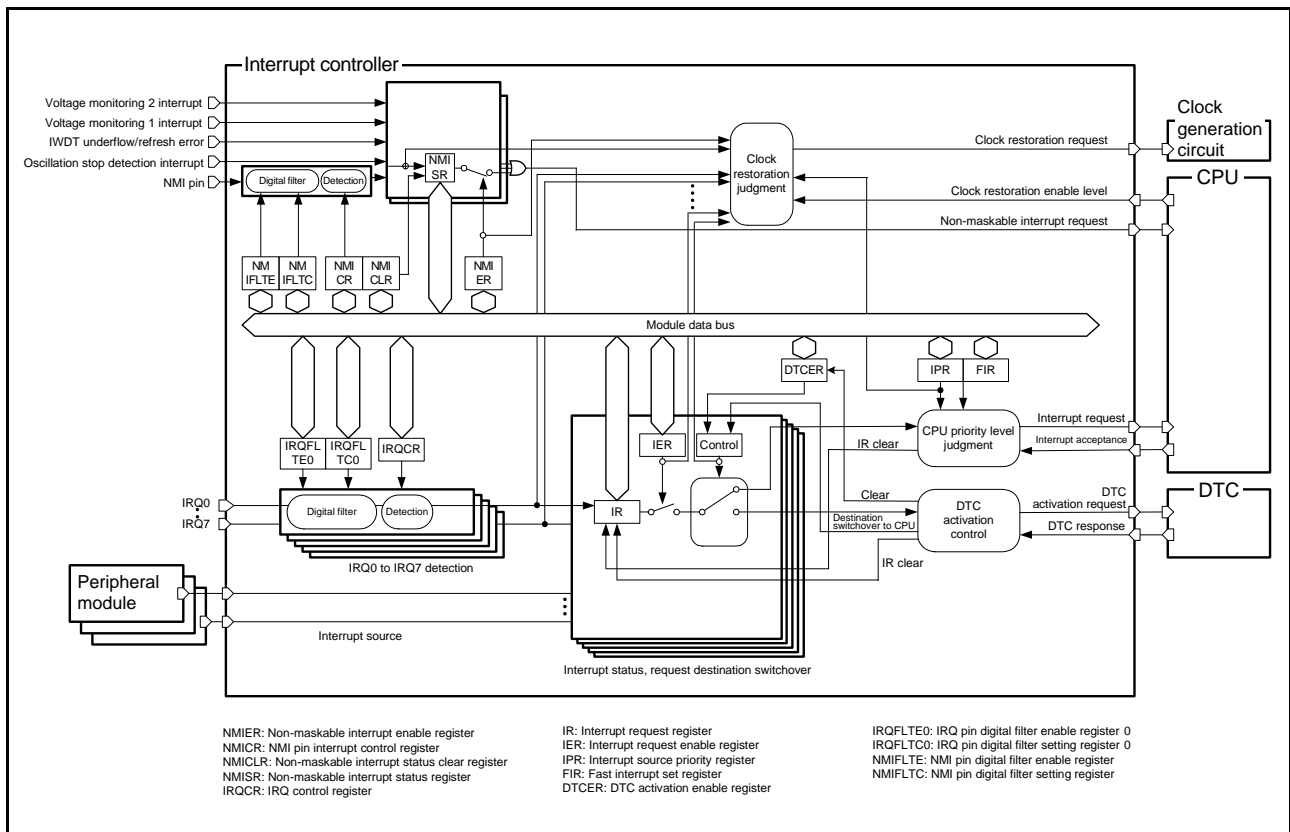 Interrupt controller
Voltage monitoring 2 interrupt
Voltage monitoring 1 interrupt
IWDT underflow/refresh error
Oscillation stop detection interrupt
NMI pin
Digital filter
Detection
NMI
SR
Clock
restoration
judgment
Clock restoration request
Clock
generation
circuit
Clock restoration enable level
CPU
Non-maskable interrupt request
NM
IFLTE
NM
IFLTC
NMI
CR
NMI
CLR
NMI
ER
Module data bus
DTCER
IPR
FIR
IRQFL
TE0
IRQFL
TC0
IRQCR
IER
Control
IR clear
CPU priority level
judgment
Interrupt request
Interrupt acceptance
IRQ0
IRQ7
Digital filter
Detection
IR
Clear
Destination
switchover to CPU
DTC
activation
control
DTC
activation request
DTC response
DTC
IR clear
IRQ0 to IRQ7 detection
Peripheral
module
Interrupt source
Interrupt status, request destination switchover
NMIER: Non-maskable interrupt enable register
NMICR: NMI pin interrupt control register
NMICLR: Non-maskable interrupt status clear register
NMISR: Non-maskable interrupt status register
IRQCR: IRQ control register
IR: Interrupt request register
IER: Interrupt request enable register
IPR: Interrupt source priority register
FIR: Fast interrupt set register
DTCER: DTC activation enable register
IRQFLTE0: IRQ pin digital filter enable register 0
IRQFLTC0: IRQ pin digital filter setting register 0
NMIFLTE: NMI pin digital filter enable register
NMIFLTC: NMI pin digital filter setting register